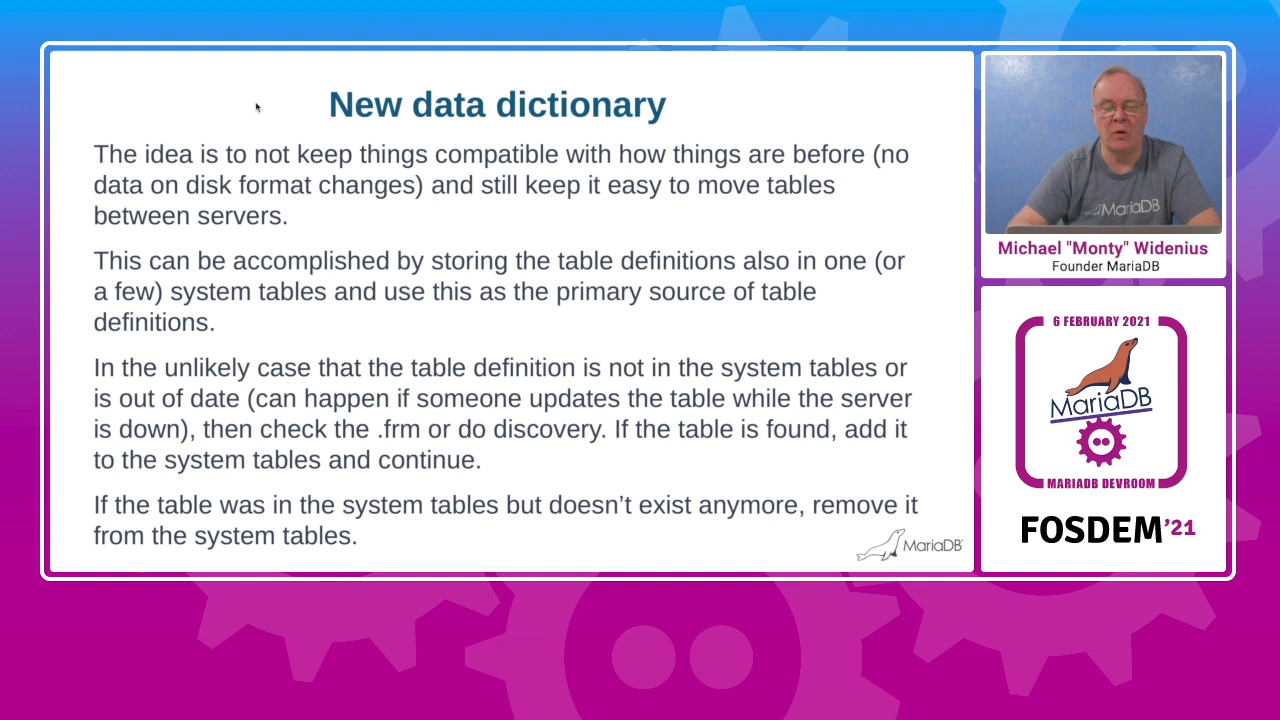 New data dictionary
The idea is to not keep things compatible with how things are before (no
data on disk format changes) and still keep it easy to move tables
between servers.
This can be accomplished by storing the table definitions also in one (or
a few) system tables and use this as the primary source of table
definitions.
In the unlikely case that the table definition is not in the system tables or
is out of date (can happen if someone updates the table while the server
is down), then check the .frm or do discovery. If the table is found, add it
to the system tables and continue.
If the table was in the system tables but doesn’t exist anymore, remove it
from the system tables.
MariaDB
MariaDB
Michael "Monty" Widenius
Founder MariaDB
6 FEBRUARY 2021
MariaDB
MARIADB DEVROOM
FOSDEM’21